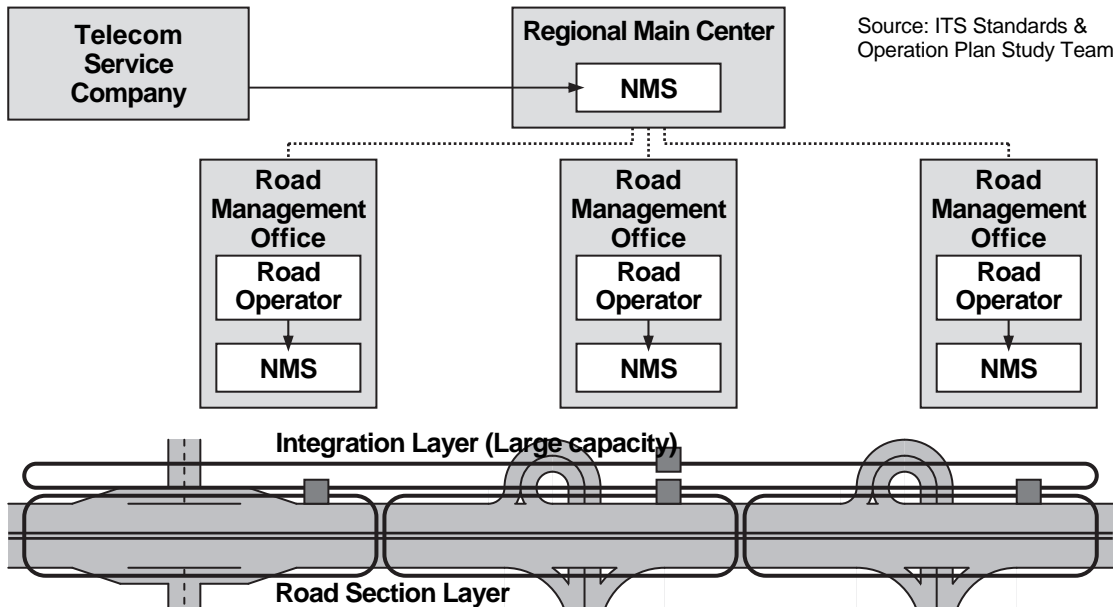 Telecom
Service
Company
Regional Main Center
NMS
Source: ITS Standards &
Operation Plan Study Team
Road
Management
Office
Road
Operator
NMS
Road
Management
Office
Road
Operator
NMS
Road
Management
Office
Road
Operator
NMS
Integration Layer (Large capacity)
Road Section Layer